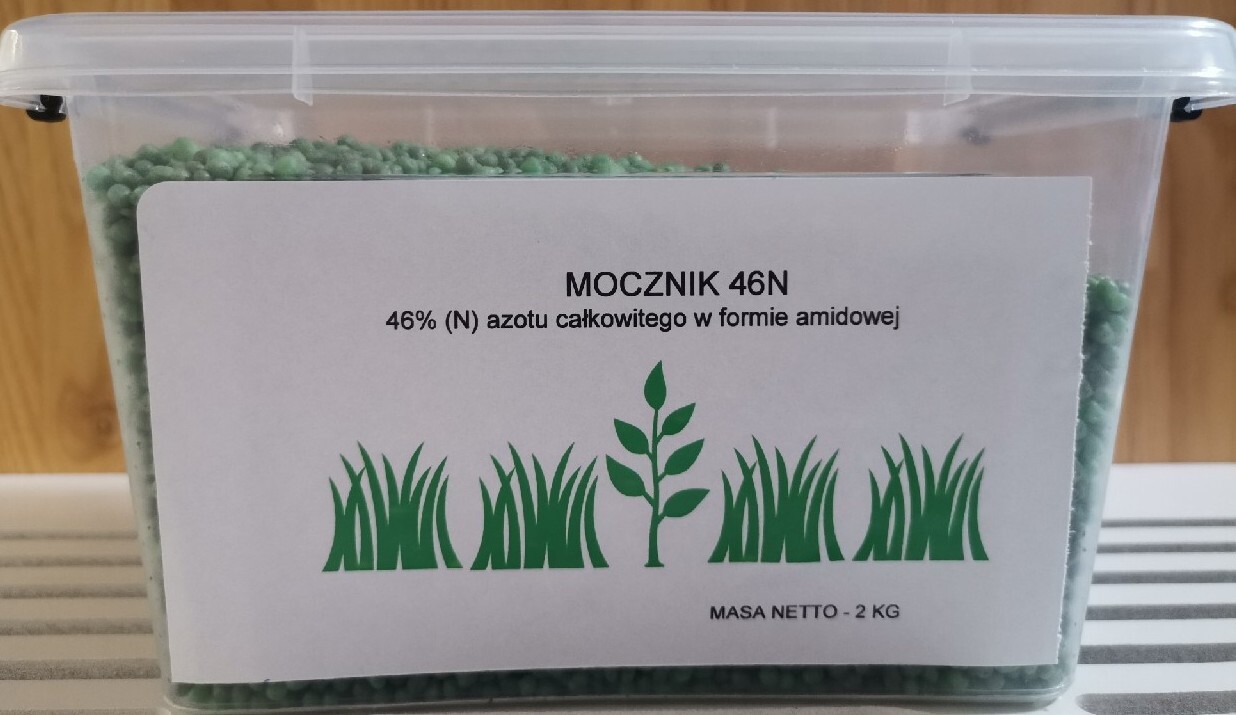 MOCZNIK 46N
46% (N) azotu całkowitego w formie amidowej
MASA NETTO - 2 KG